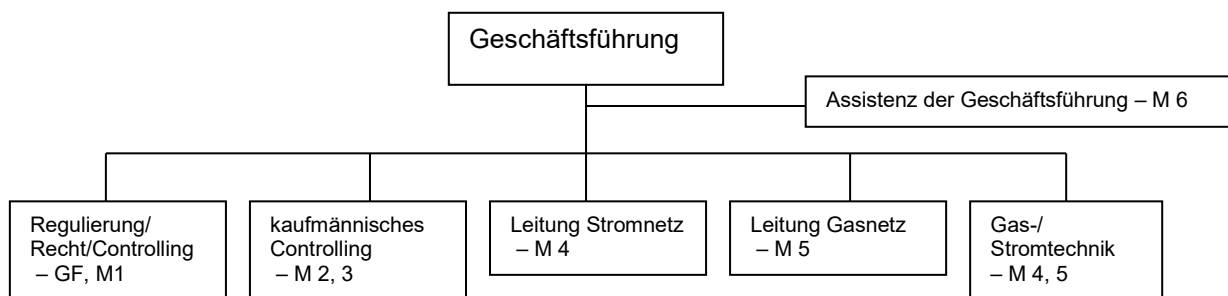 Geschäftsführung
Assistenz der Geschäftsführung – M 6
Regulierung/
Recht/Controlling
– GF, M1
kaufmännisches
Controlling
– M 2, 3
Leitung Stromnetz
– M 4
Leitung Gasnetz
– M 5
Gas-/
Stromtechnik
– M 4, 5